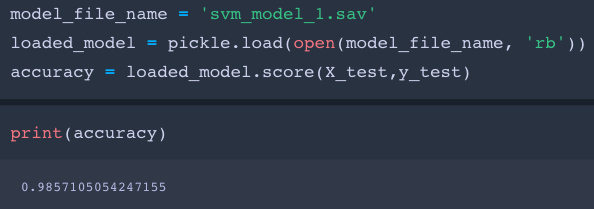 model_file_name = 'svm_model_1.sav'
loaded_model = pickle.load(open(model_file_name, 'rb'))
accuracy = loaded_model.score(X_test,y_test)
print(accuracy)
0.9857105054247155